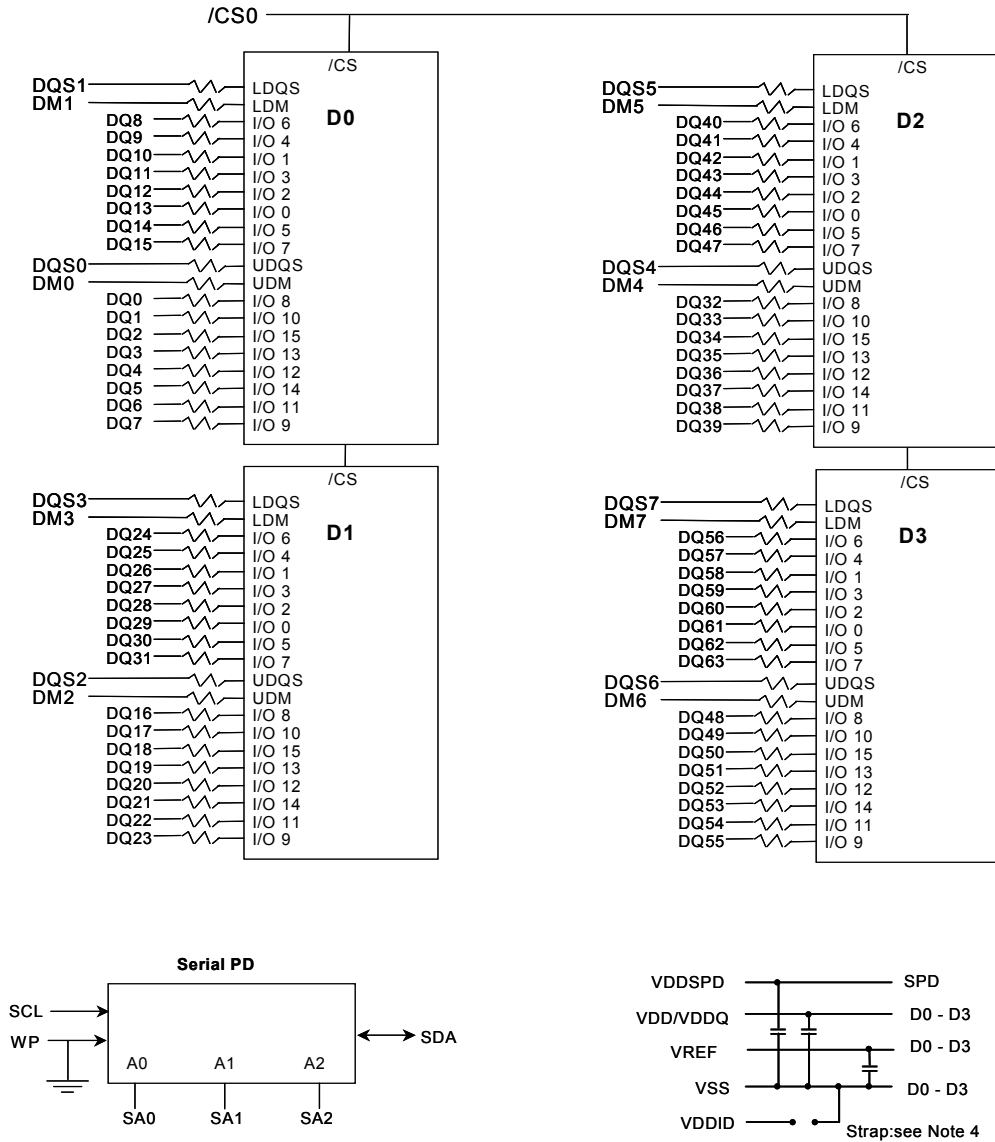 /CS0
/CS
DQS1 LDQS
DM1 LDM
DQ8 I/O 6
D0
DQ9 I/O 4
DQ10 I/O 1
DQ11 I/O 3
DQ12 I/O 2
DQ13 I/O 0
DQ14 I/O 5
DQ15 I/O 7
DQS0 UDQS
DM0 UDM
DQ0 I/O 8
DQ1 I/O 10
DQ2 I/O 15
DQ3 I/O 13
DQ4 I/O 12
DQ5 I/O 14
DQ6 I/O 11
DQ7 I/O 9
/CS
DQS3 LDQS
DM3 LDM
DQ24 I/O 6
D1
DQ25 I/O 4
DQ26 I/O 1
DQ27 I/O 3
DQ28 I/O 2
DQ29 I/O 0
DQ30 I/O 5
DQ31 I/O 7
DQS2 UDQS
DM2 UDM
DQ16 I/O 8
DQ17 I/O 10
DQ18 I/O 15
DQ19 I/O 13
DQ20 I/O 12
DQ21 I/O 14
DQ22 I/O 11
DQ23 I/O 9
/CS
DQS5 LDQS
DM5 LDM
DQ40 I/O 6
D2
DQ41 I/O 4
DQ42 I/O 1
DQ43 I/O 3
DQ44 I/O 2
DQ45 I/O 0
DQ46 I/O 5
DQ47 I/O 7
DQS4 UDQS
DM4 UDM
DQ32 I/O 8
DQ33 I/O 10
DQ34 I/O 15
DQ35 I/O 13
DQ36 I/O 12
DQ37 I/O 14
DQ38 I/O 11
DQ39 I/O 9
/CS
DQS7 LDQS
DM7 LDM
DQ56 I/O 6
D3
DQ57 I/O 4
DQ58 I/O 1
DQ59 I/O 3
DQ60 I/O 2
DQ61 I/O 0
DQ62 I/O 5
DQ63 I/O 7
DQS6 UDQS
DM6 UDM
DQ48 I/O 8
DQ49 I/O 10
DQ50 I/O 15
DQ51 I/O 13
DQ52 I/O 12
DQ53 I/O 14
DQ54 I/O 11
DQ55 I/O 9
Serial PD
SCL
WP
SDA
A0 A1 A2
SA0 SA1 SA2
VDDSPD SPD
VDD/VDDQ D0 - D3
VREF D0 - D3
VSS D0 - D3
VDDID Strap:see Note 4